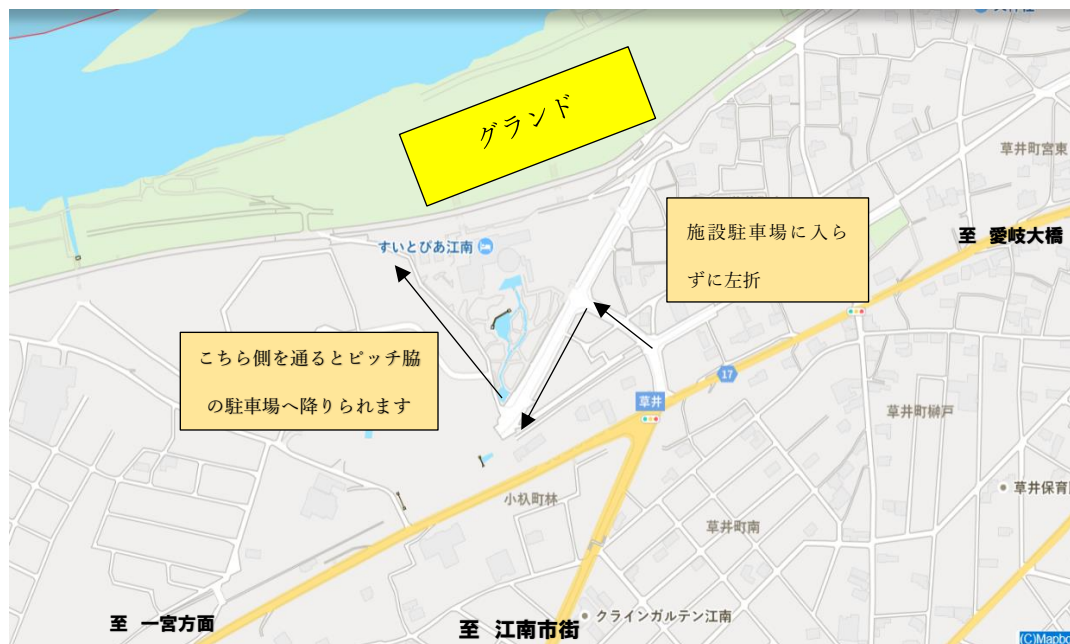 グランド
草井町宮東
施設駐車場に入ら
ずに左折
至 愛岐大橋
すいとぴあ江南
こちら側を通るとピッチ脇
の駐車場へ降りられます
17
草井
草井町榊戸
小杁町林
草井保育
草井町南
クラインガルテン江南
至 一宮方面
至 江南市街
(C)Mapbo